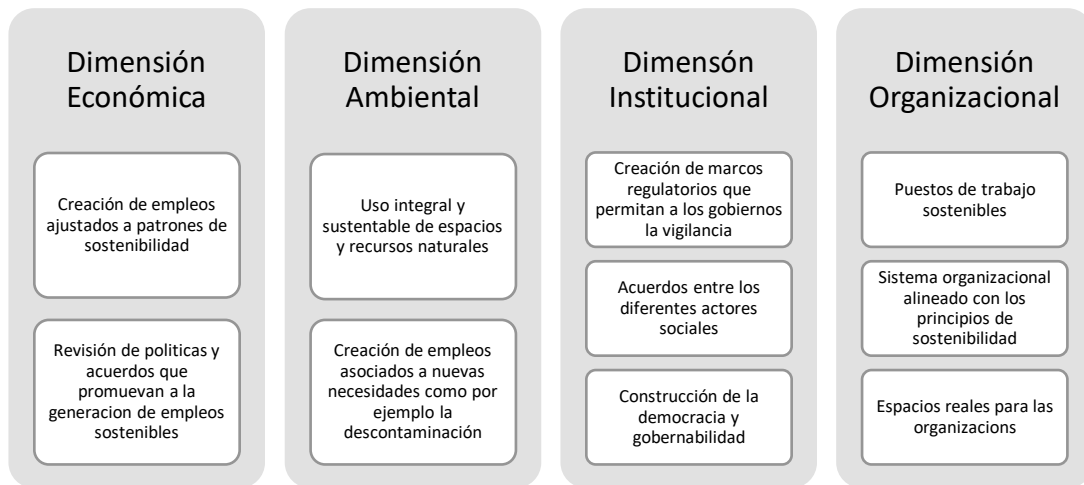 Dimensión
Económica
Creación de empleos
ajustados a patrones de
sostenibilidad
Revisión de politicas y
acuerdos que
promuevan a la
generacion de empleos
sostenibles
Dimensión
Ambiental
Uso integral y
sustentable de espacios
y recursos naturales
Creación de empleos
asociados a nuevas
necesidades como por
ejemplo la
descontaminación
Dimensón
Institucional
Creación de marcos
regulatorios que
permitan a los gobiernos
la vigilancia
Acuerdos entre los
diferentes actores
sociales
Construcción de la
democracia y
gobernabilidad
Dimensión
Organizacional
Puestos de trabajo
sostenibles
Sistema organizacional
alineado con los
principios de
sostenibilidad
Espacios reales para las
organizacions